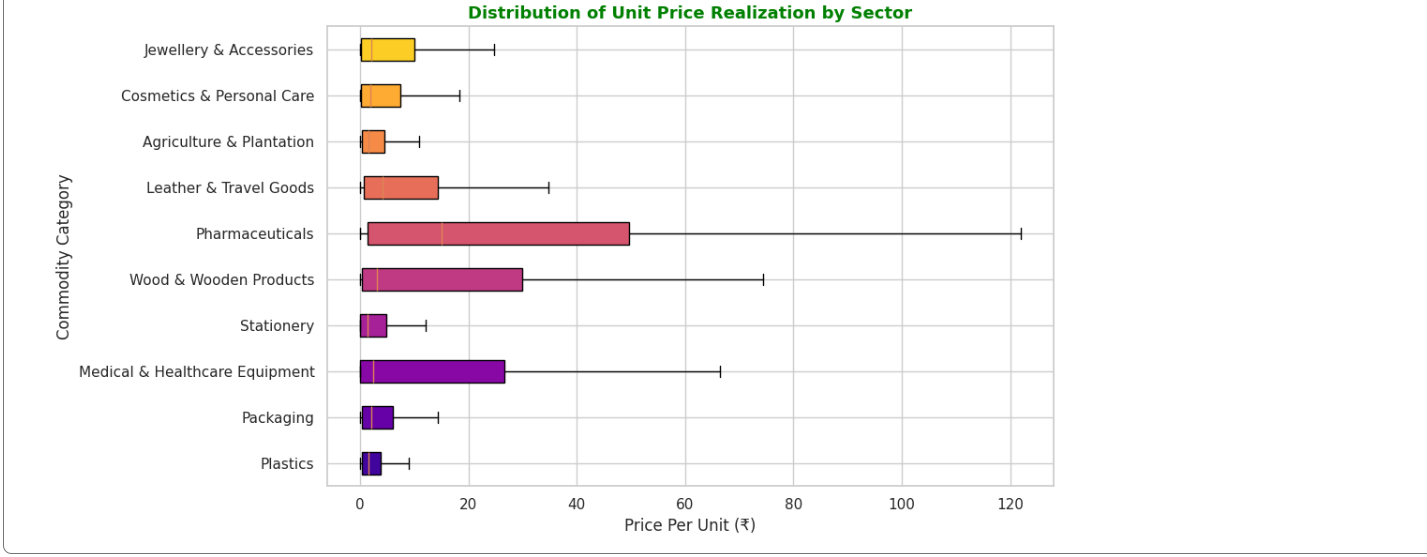 Distribution of Unit Price Realization by Sector
Jewellery & Accessories
Cosmetics & Personal Care
Agriculture & Plantation
Leather & Travel Goods
Pharmaceuticals
Wood & Wooden Products
Stationery
Medical & Healthcare Equipment
Packaging
Plastics
Commodity Category
0 20 40 60 80 100 120
Price Per Unit (₹)